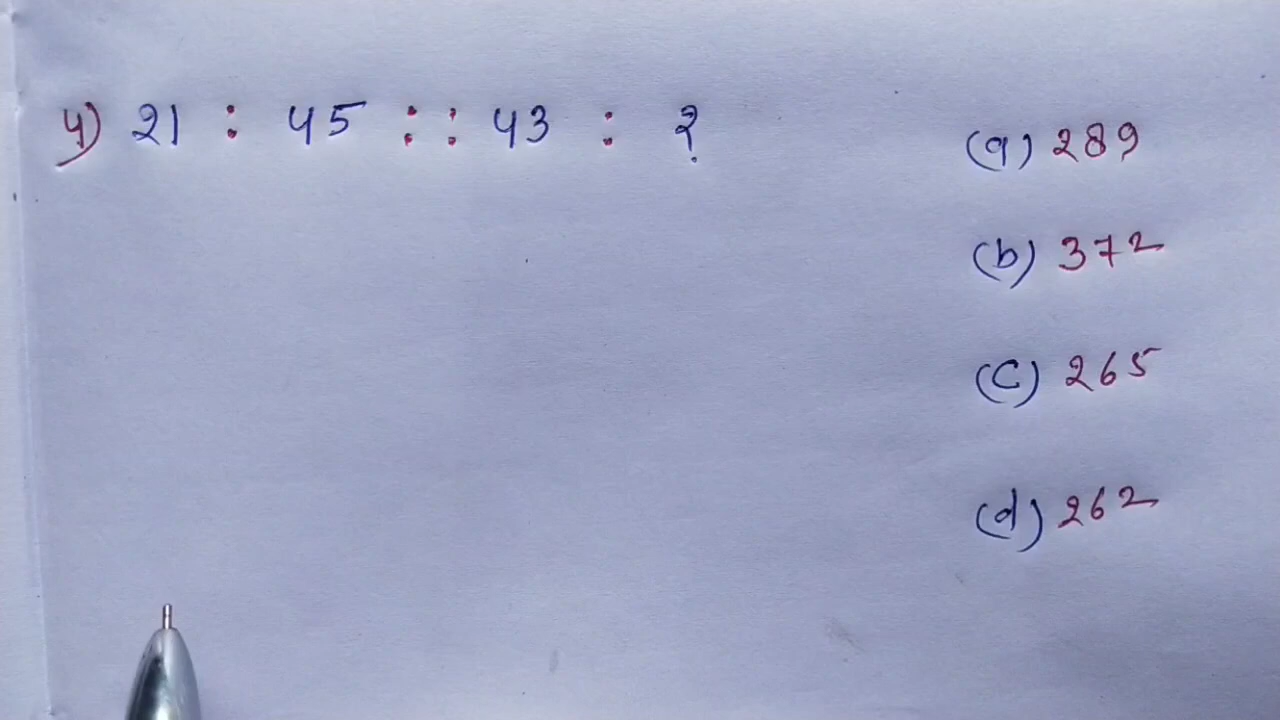 4) 21 : 45 :: 43 : ?
(a) 289
(b) 372
(c) 265
(d) 262